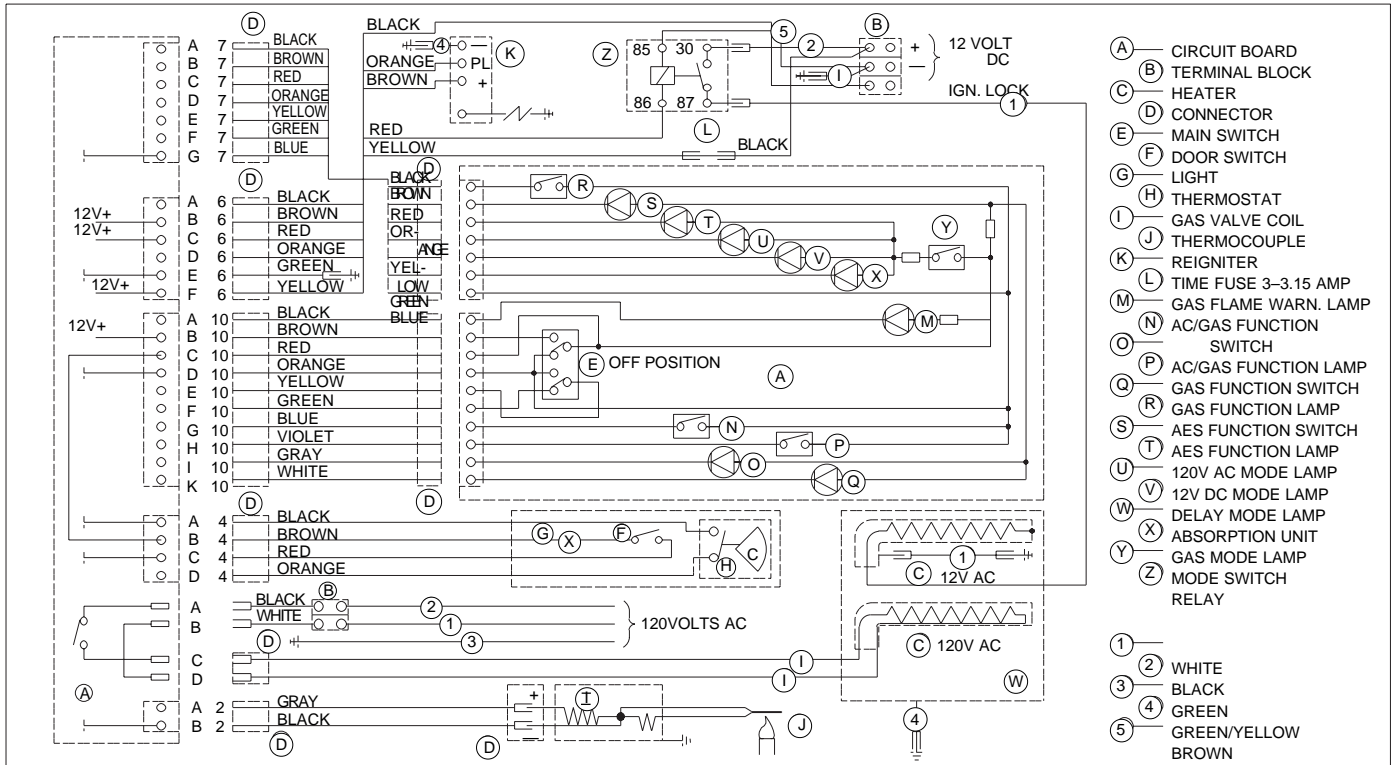 D
A 7 BLACK
B 7 BROWN
C 7 RED
D 7 ORANGE
E 7 YELLOW
F 7 GREEN
G 7 BLUE
D
A 6 BLACK
12V+ B 6 BROWN
12V+ C 6 RED
D 6 ORANGE
E 6 GREEN
12V+ F 6 YELLOW
A 10 BLACK
12V+ B 10 BROWN
C 10 RED
D 10 ORANGE
E 10 YELLOW
F 10 GREEN
G 10 BLUE
H 10 VIOLET
I 10 GRAY
K 10 WHITE
D
A 4 BLACK
B 4 BROWN
C 4 RED
D 4 ORANGE
A BLACK B 2
B WHITE 1
D 3
120VOLTS AC
C I
D I
A
A 2 GRAY
B 2 BLACK
D
BLACK
4 —
ORANGE PL K
BROWN +
RED
YELLOW
Z 85 30
86 87
5 2 B
+ 12 VOLT
— DC
I
IGN. LOCK
1
L
BLACK
D
BLACK
BROWN
RED
OR-
ANGE
YEL-
LOW
GREEN
BLUE
D
R
S
T
U
V
X
Y
M
E OFF POSITION
A
N
P
O
Q
G X F
H C
1
C 12V AC
C 120V AC
W
4
+
—
D
I
J
A CIRCUIT BOARD
B TERMINAL BLOCK
C HEATER
D CONNECTOR
E MAIN SWITCH
F DOOR SWITCH
G LIGHT
H THERMOSTAT
I GAS VALVE COIL
J THERMOCOUPLE
K REIGNITER
L TIME FUSE 3–3.15 AMP
M GAS FLAME WARN. LAMP
N AC/GAS FUNCTION
O SWITCH
P AC/GAS FUNCTION LAMP
Q GAS FUNCTION SWITCH
R GAS FUNCTION LAMP
S AES FUNCTION SWITCH
T AES FUNCTION LAMP
U 120V AC MODE LAMP
V 12V DC MODE LAMP
W DELAY MODE LAMP
X ABSORPTION UNIT
Y GAS MODE LAMP
Z MODE SWITCH
RELAY
1
2 WHITE
3 BLACK
4 GREEN
5 GREEN/YELLOW
BROWN